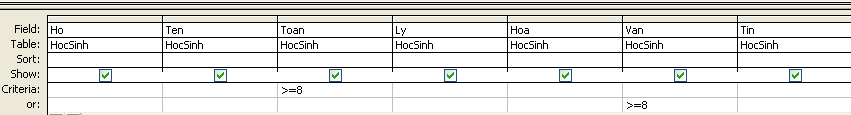 Field: Ho Ten Toan Ly Hoa Van Tin
Table: HocSinh HocSinh HocSinh HocSinh HocSinh HocSinh HocSinh
Sort:
Show:
Criteria: >=8
or: >=8